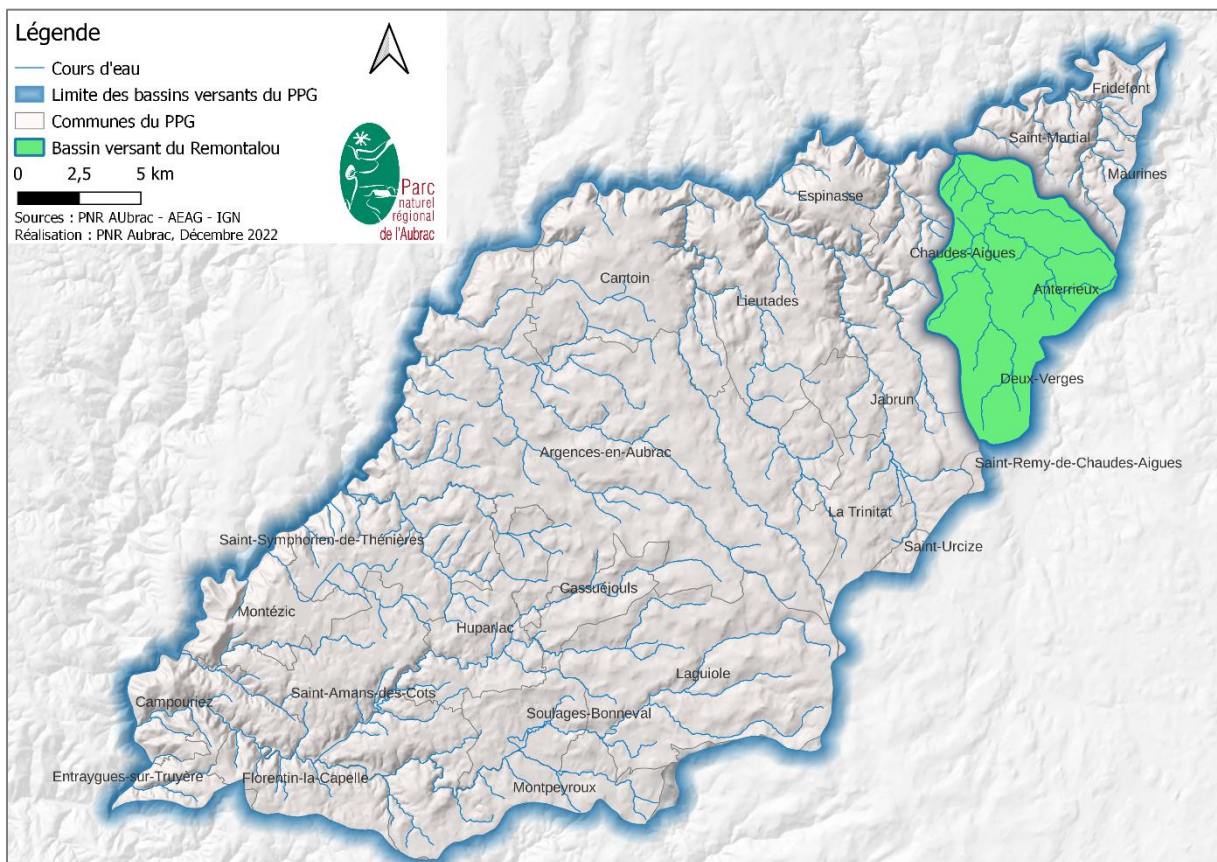 Légende
Cours d'eau
Limite des bassins versants du PPG
Communes du PPG
Bassin versant du Remontalou
0 2,5 5 km
Sources : PNR AUbrac - AEAG - IGN
Réalisation : PNR Aubrac, Décembre 2022
Parc
naturel
régional
de l'Aubrac
Fridefont
Saint-Martial
Maurines
Espinasse
Chaudes-Aigues
Cantoin
Lieutades
Anterrieux
Deux-Verges
Jabrun
Argences-en-Aubrac
Saint-Remy-de-Chaudes-Aigues
La Trinitat
Saint-Symphorien-de-Thénières
Saint-Urcize
Cassuéjouls
Montézic
Huparlac
Laguiole
Saint-Amans-des-Cots
Campouriez
Soulages-Bonneval
Entraygues-sur-Truyère
Florentin-la-Capelle
Montpeyroux